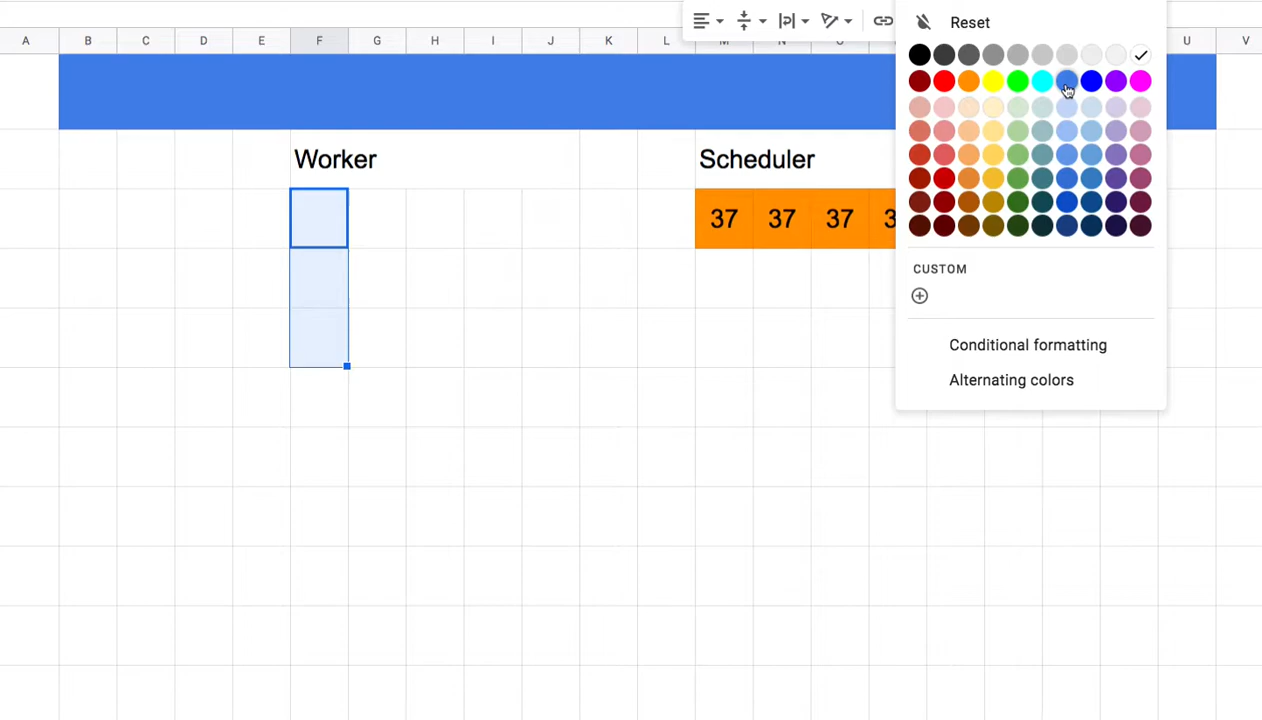 Reset
A B C D E F G H I J K L U V
Worker
Scheduler
37 37 37
CUSTOM
Conditional formatting
Alternating colors